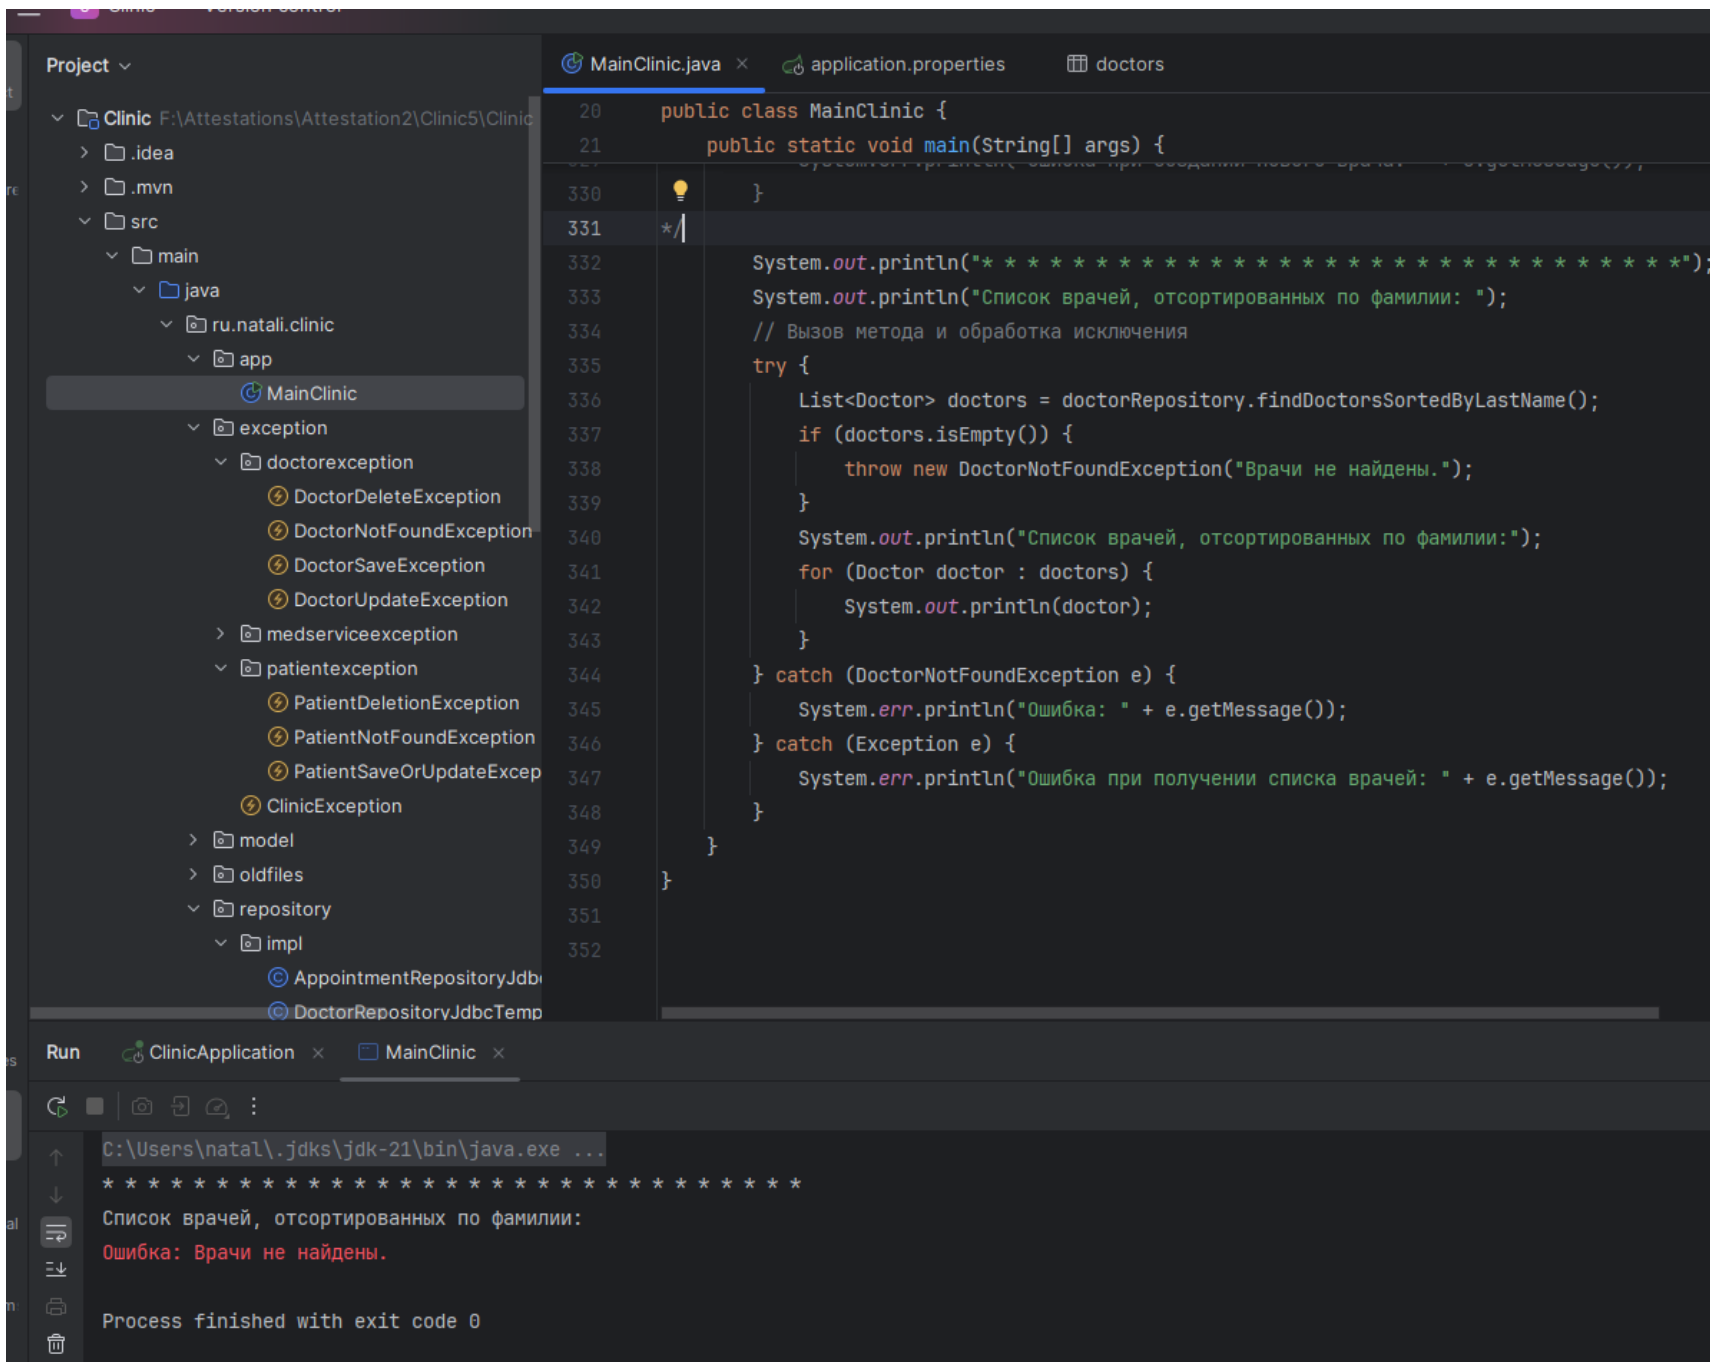 Project
Clinic F:\Attestations\Attestation2\Clinic5\Clinic
.idea
.mvn
src
main
java
ru.natali.clinic
app
MainClinic
exception
doctorexception
DoctorDeleteException
DoctorNotFoundException
DoctorSaveException
DoctorUpdateException
medserviceexception
patientexception
PatientDeletionException
PatientNotFoundException
PatientSaveOrUpdateExcep
ClinicException
model
oldfiles
repository
impl
AppointmentRepositoryJdb
DoctorRepositoryJdbcTemp
MainClinic.java application.properties doctors
20 public class MainClinic {
21 public static void main(String[] args) {
330 }
331 */
332 System.out.println("* * * * * * * * * * * * * * * * * * * * * * * * * * * * * * *");
333 System.out.println("Список врачей, отсортированных по фамилии: ");
334 // Вызов метода и обработка исключения
335 try {
336 List<Doctor> doctors = doctorRepository.findDoctorsSortedByLastName();
337 if (doctors.isEmpty()) {
338 throw new DoctorNotFoundException("Врачи не найдены.");
339 }
340 System.out.println("Список врачей, отсортированных по фамилии:");
341 for (Doctor doctor : doctors) {
342 System.out.println(doctor);
343 }
344 } catch (DoctorNotFoundException e) {
345 System.err.println("Ошибка: " + e.getMessage());
346 } catch (Exception e) {
347 System.err.println("Ошибка при получении списка врачей: " + e.getMessage());
348 }
349 }
350 }
351
352
Run ClinicApplication MainClinic
C:\Users\natal\.jdks\jdk-21\bin\java.exe ...
* * * * * * * * * * * * * * * * * * * * * * * * * * * * * * *
Список врачей, отсортированных по фамилии:
Ошибка: Врачи не найдены.
Process finished with exit code 0